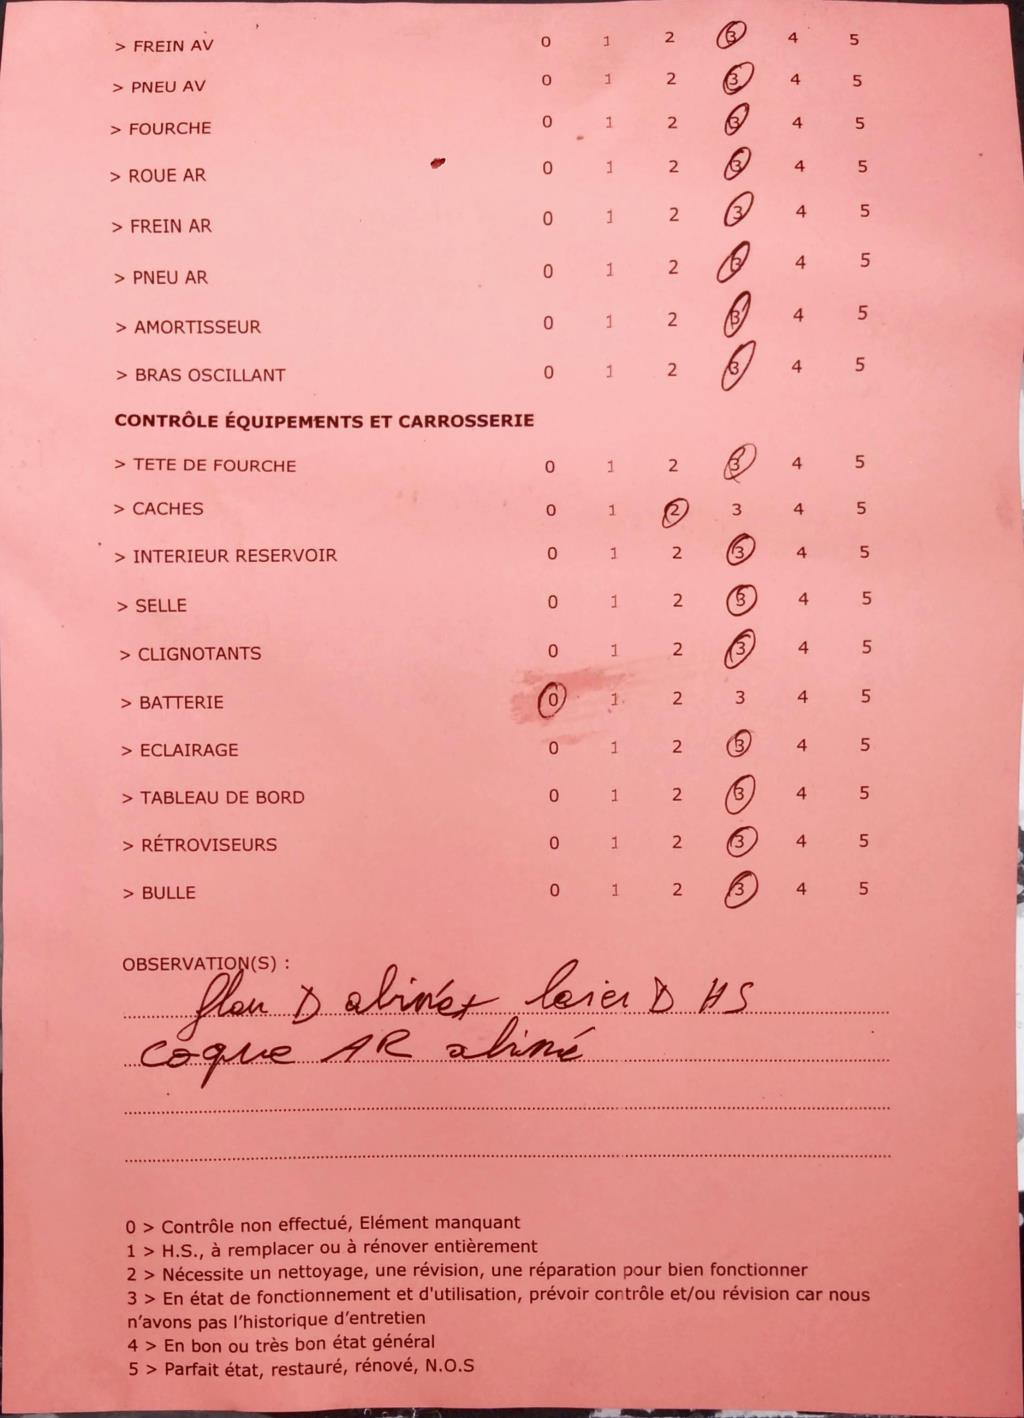 > FREIN AV 0 1 2 3 4 5
> PNEU AV 0 1 2 3 4 5
> FOURCHE 0 1 2 3 4 5
> ROUE AR 0 1 2 3 4 5
> FREIN AR 0 1 2 3 4 5
> PNEU AR 0 1 2 3 4 5
> AMORTISSEUR 0 1 2 3 4 5
> BRAS OSCILLANT 0 1 2 3 4 5
CONTRÔLE ÉQUIPEMENTS ET CARROSSERIE
> TETE DE FOURCHE 0 1 2 3 4 5
> CACHES 0 1 2 3 4 5
> INTERIEUR RESERVOIR 0 1 2 3 4 5
> SELLE 0 1 2 3 4 5
> CLIGNOTANTS 0 1 2 3 4 5
> BATTERIE 0 1 2 3 4 5
> ECLAIRAGE 0 1 2 3 4 5
> TABLEAU DE BORD 0 1 2 3 4 5
> RÉTROVISEURS 0 1 2 3 4 5
> BULLE 0 1 2 3 4 5
OBSERVATION(S) :
D D HS
coque AR abimé
0 > Contrôle non effectué, Elément manquant
1 > H.S., à remplacer ou à rénover entièrement
2 > Nécessite un nettoyage, une révision, une réparation pour bien fonctionner
3 > En état de fonctionnement et d'utilisation, prévoir contrôle et/ou révision car nous
n'avons pas l'historique d'entretien
4 > En bon ou très bon état général
5 > Parfait état, restauré, rénové, N.O.S